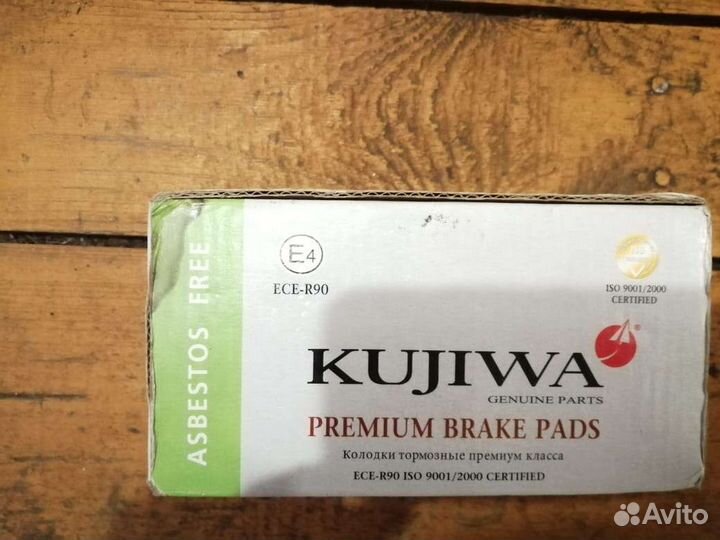 ASBESTOS FREE
E4
ECE-R90
ISO 9001/2000
CERTIFIED
KUJIWA®
GENUINE PARTS
PREMIUM BRAKE PADS
Колодки тормозные премиум класса
ECE-R90 ISO 9001/2000 CERTIFIED
Avito